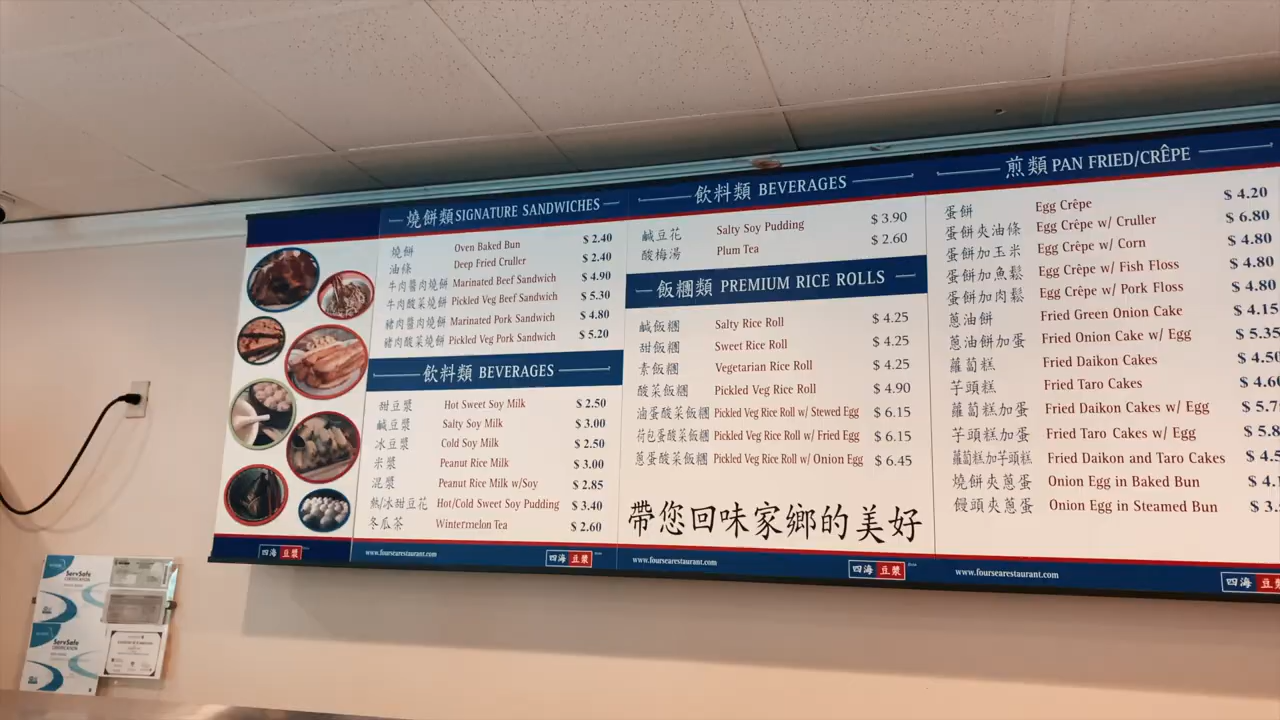 燒餅類 SIGNATURE SANDWICHES
燒餅 Oven Baked Bun $ 2.40
油條 Deep Fried Cruller $ 2.40
牛肉醬肉燒餅 Marinated Beef Sandwich $ 4.90
牛肉酸菜燒餅 Pickled Veg Beef Sandwich $ 5.30
豬肉醬肉燒餅 Marinated Pork Sandwich $ 4.80
豬肉酸菜燒餅 Pickled Veg Pork Sandwich $ 5.20
飲料類 BEVERAGES
甜豆漿 Hot Sweet Soy Milk $ 2.50
鹹豆漿 Salty Soy Milk $ 3.00
冰豆漿 Cold Soy Milk $ 2.50
米漿 Peanut Rice Milk $ 3.00
混漿 Peanut Rice Milk w/Soy $ 2.85
熱/冰甜豆花 Hot/Cold Sweet Soy Pudding $ 3.40
冬瓜茶 Wintermelon Tea $ 2.60
飲料類 BEVERAGES
鹹豆花 Salty Soy Pudding $ 3.90
酸梅湯 Plum Tea $ 2.60
飯糰類 PREMIUM RICE ROLLS
鹹飯糰 Salty Rice Roll $ 4.25
甜飯糰 Sweet Rice Roll $ 4.25
素飯糰 Vegetarian Rice Roll $ 4.25
酸菜飯糰 Pickled Veg Rice Roll $ 4.90
滷蛋酸菜飯糰 Pickled Veg Rice Roll w/ Stewed Egg $ 6.15
荷包蛋酸菜飯糰 Pickled Veg Rice Roll w/ Fried Egg $ 6.15
蔥蛋酸菜飯糰 Pickled Veg Rice Roll w/ Onion Egg $ 6.45
帶您回味家鄉的美好
煎類 PAN FRIED/CRÊPE
蛋餅 Egg Crêpe $ 4.20
蛋餅夾油條 Egg Crêpe w/ Cruller $ 6.80
蛋餅加玉米 Egg Crêpe w/ Corn $ 4.80
蛋餅加魚鬆 Egg Crêpe w/ Fish Floss $ 4.80
蛋餅加肉鬆 Egg Crêpe w/ Pork Floss $ 4.80
蔥油餅 Fried Green Onion Cake $ 4.15
蔥油餅加蛋 Fried Onion Cake w/ Egg $ 5.35
蘿蔔糕 Fried Daikon Cakes $ 4.50
芋頭糕 Fried Taro Cakes $ 4.60
蘿蔔糕加蛋 Fried Daikon Cakes w/ Egg $ 5.7
芋頭糕加蛋 Fried Taro Cakes w/ Egg $ 5.8
蘿蔔糕加芋頭糕 Fried Daikon and Taro Cakes $ 4.5
燒餅夾蔥蛋 Onion Egg in Baked Bun $ 4.1
饅頭夾蔥蛋 Onion Egg in Steamed Bun $ 3.
四海 豆漿
www.foursearestaurant.com
四海 豆漿
www.foursearestaurant.com
四海 豆漿
www.foursearestaurant.com
四海 豆漿
ServSafe
CERTIFICATION
ServSafe
CERTIFICATION